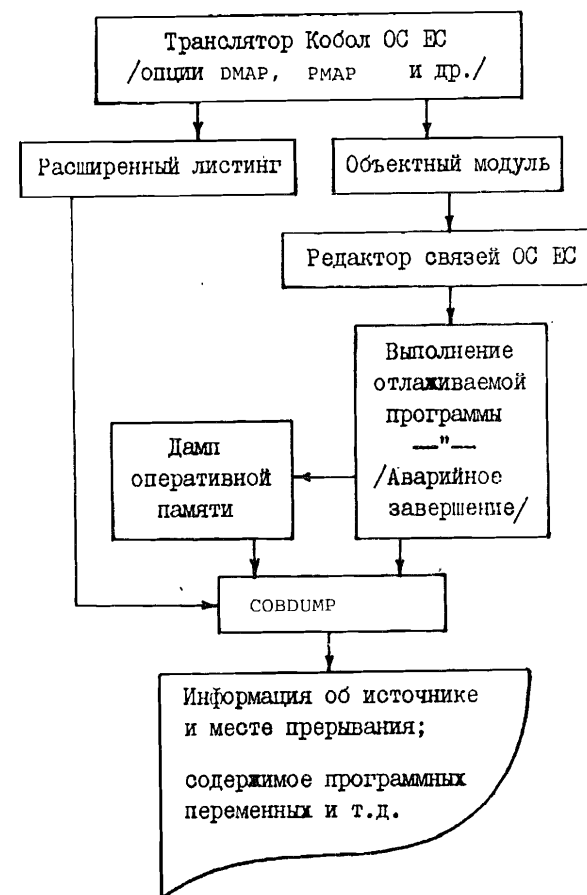 Транслятор Кобол ОС ЕС
/опции DMAP, PMAP и др./
Расширенный листинг
Объектный модуль
Редактор связей ОС ЕС
Выполнение
отлаживаемой
программы
—"—
/Аварийное
завершение/
Дамп
оперативной
памяти
COBDUMP
Информация об источнике
и месте прерывания;
содержимое программных
переменных и т.д.